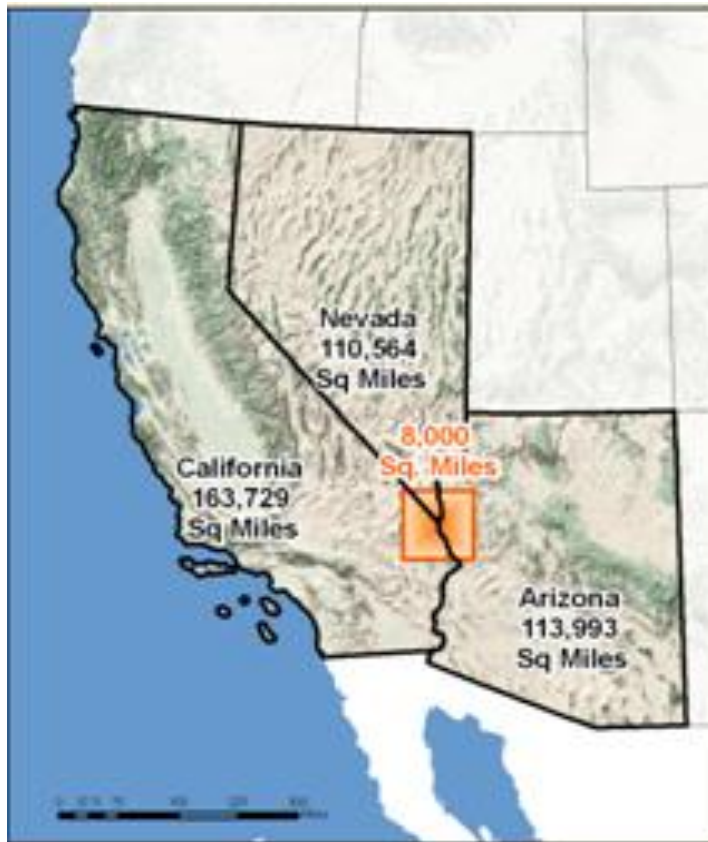 Nevada
110,564
Sq Miles
8,000
Sq. Miles
California
163,729
Sq Miles
Arizona
113,993
Sq Miles